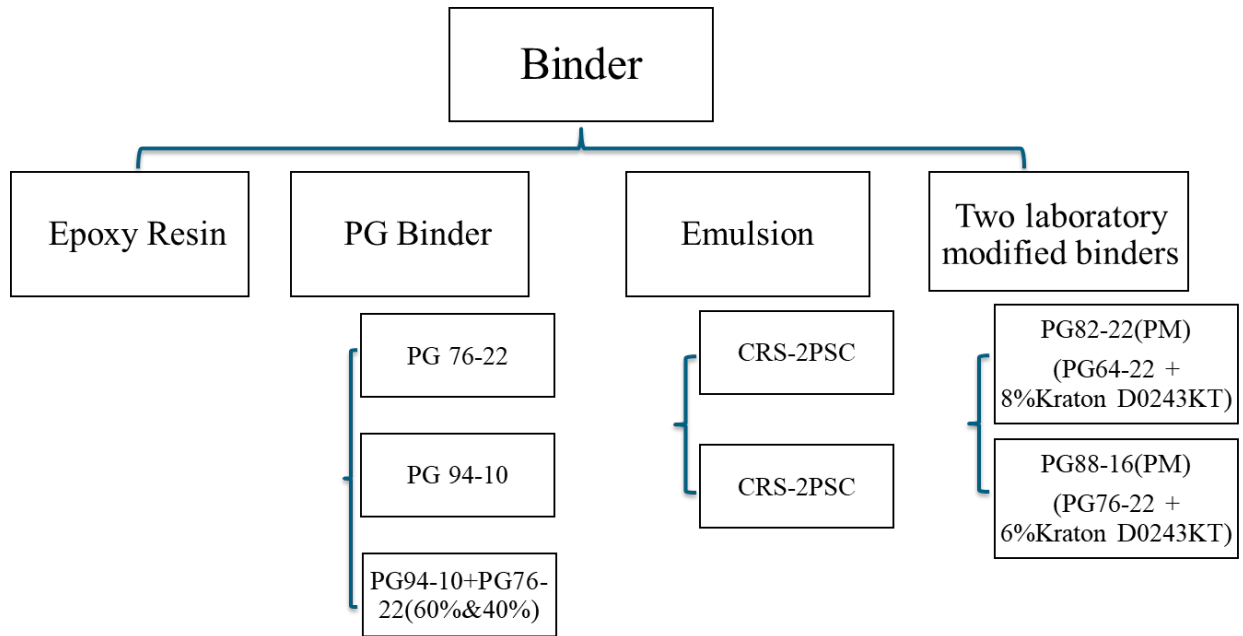 Binder
Epoxy Resin
PG Binder
Emulsion
Two laboratory
modified binders
PG 76-22
PG 94-10
PG94-10+PG76-
22(60%&40%)
CRS-2PSC
CRS-2PSC
PG82-22(PM)
(PG64-22 +
8%Kraton D0243KT)
PG88-16(PM)
(PG76-22 +
6%Kraton D0243KT)